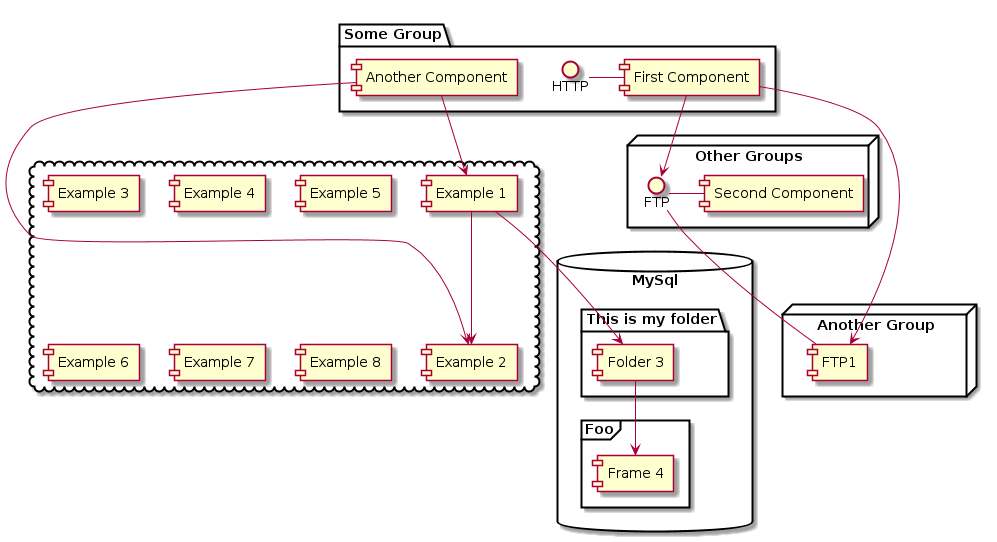 Some Group
Another Component
HTTP
First Component
Other Groups
FTP
Second Component
Example 3
Example 4
Example 5
Example 1
MySql
This is my folder
Another Group
Example 6
Example 7
Example 8
Example 2
Folder 3
FTP1
Foo
Frame 4